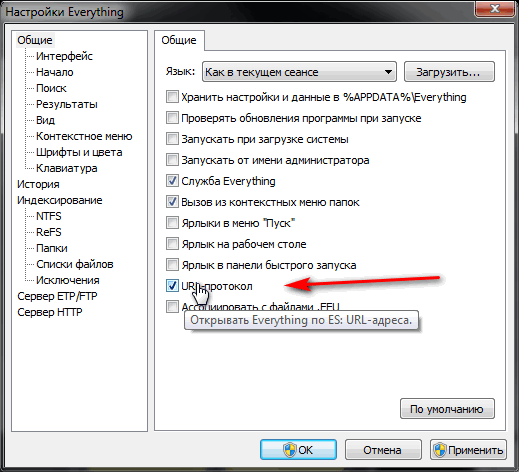 Настройки Everything
Общие
Интерфейс
Начало
Поиск
Результаты
Вид
Контекстное меню
Шрифты и цвета
Клавиатура
История
Индексирование
NTFS
ReFS
Папки
Списки файлов
Исключения
Сервер ETP/FTP
Сервер HTTP
Общие
Язык: Как в текущем сеансе Загрузить...
Хранить настройки и данные в %APPDATA%\Everything
Проверять обновления программы при запуске
Запускать при загрузке системы
Запускать от имени администратора
Служба Everything
Вызов из контекстных меню папок
Ярлыки в меню "Пуск"
Ярлык на рабочем столе
Ярлык в панели быстрого запуска
URL-протокол
Ассоциировать с файлами .EFU
Открывать Everything по ES: URL-адреса.
По умолчанию
OK Отмена Применить